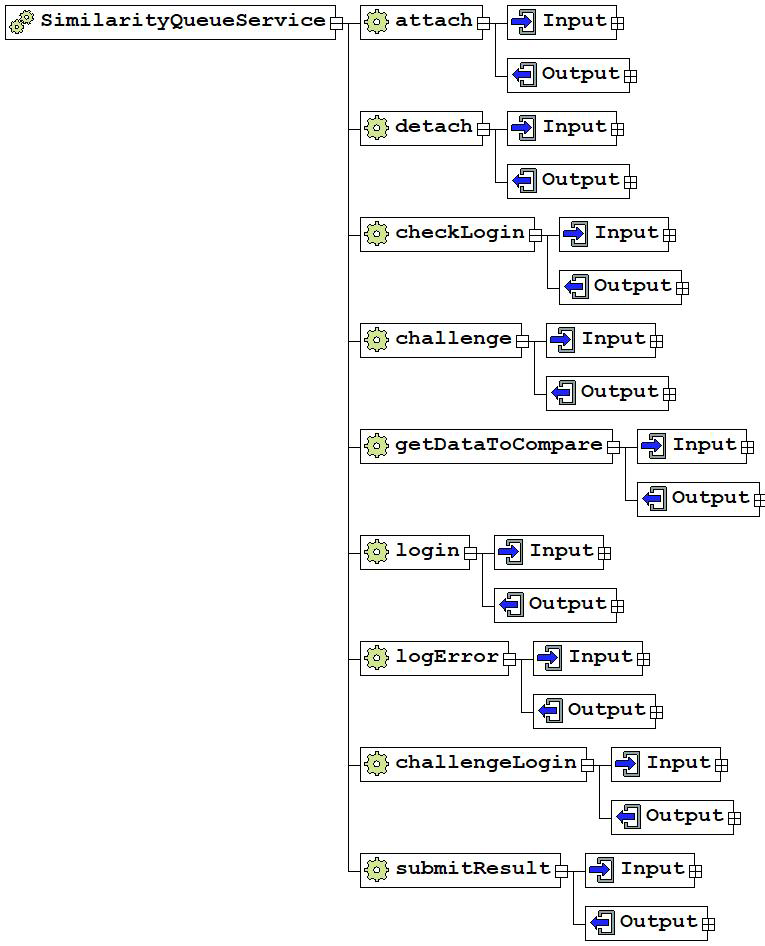 SimilarityQueueService
attach
Input
Output
detach
Input
Output
checkLogin
Input
Output
challenge
Input
Output
getDataToCompare
Input
Output
login
Input
Output
logError
Input
Output
challengeLogin
Input
Output
submitResult
Input
Output